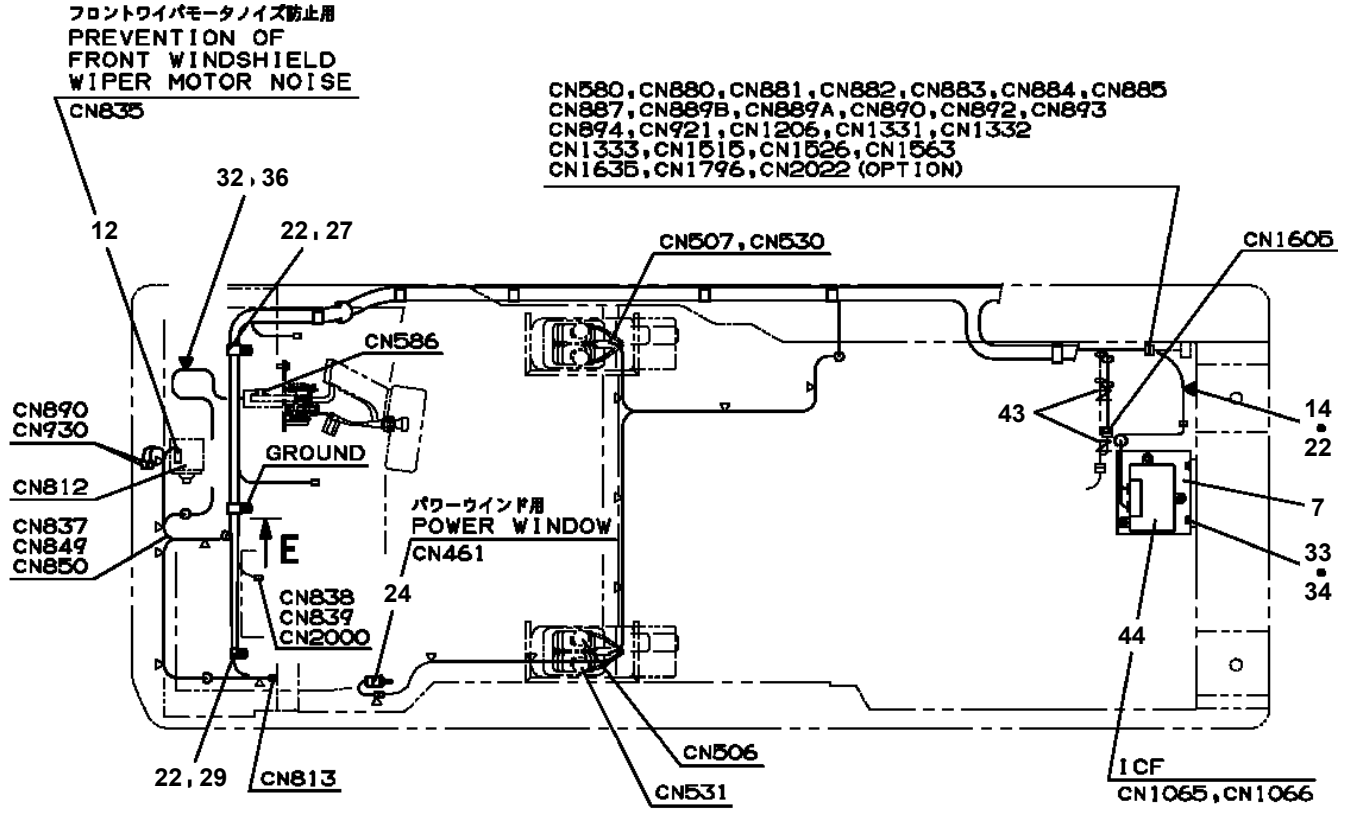 フロントワイパモータノイズ防止用
PREVENTION OF
FRONT WINDSHIELD
WIPER MOTOR NOISE
CN835
CN580,CN880,CN881,CN882,CN883,CN884,CN885
CN887,CN889B,CN889A,CN890,CN892,CN893
CN894,CN921,CN1206,CN1331,CN1332
CN1333,CN1515,CN1526,CN1563
CN1635,CN1796,CN2022(OPTION)
32,36
12
22,27
CN507,CN530
CN1605
CN586
CN890
CN930
43
14
22
GROUND
CN812
パワーウインド用
POWER WINDOW
CN461
7
CN837
CN849
CN850
E
33
34
24
CN838
CN839
CN2000
44
22,29
CN813
CN506
CN531
ICF
CN1065,CN1066